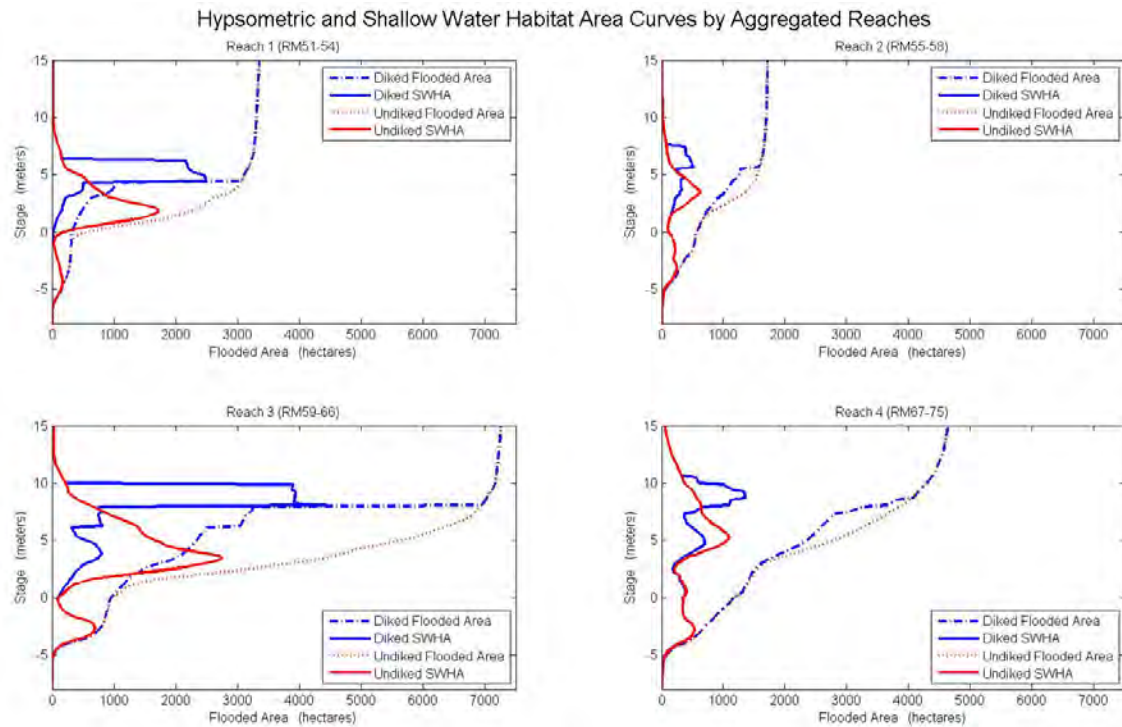 Hypsometric and Shallow Water Habitat Area Curves by Aggregated Reaches
Reach 1 (RM51-54)
15
10
5
0
-5
Stage (meters)
Diked Flooded Area
Diked SWHA
Undiked Flooded Area
Undiked SWHA
0 1000 2000 3000 4000 5000 6000 7000
Flooded Area (hectares)
Reach 2 (RM55-58)
15
10
5
0
-5
Stage (meters)
Diked Flooded Area
Diked SWHA
Undiked Flooded Area
Undiked SWHA
0 1000 2000 3000 4000 5000 6000 7000
Flooded Area (hectares)
Reach 3 (RM59-66)
15
10
5
0
-5
Stage (meters)
Diked Flooded Area
Diked SWHA
Undiked Flooded Area
Undiked SWHA
0 1000 2000 3000 4000 5000 6000 7000
Flooded Area (hectares)
Reach 4 (RM67-75)
15
10
5
0
-5
Stage (meters)
Diked Flooded Area
Diked SWHA
Undiked Flooded Area
Undiked SWHA
0 1000 2000 3000 4000 5000 6000 7000
Flooded Area (hectares)